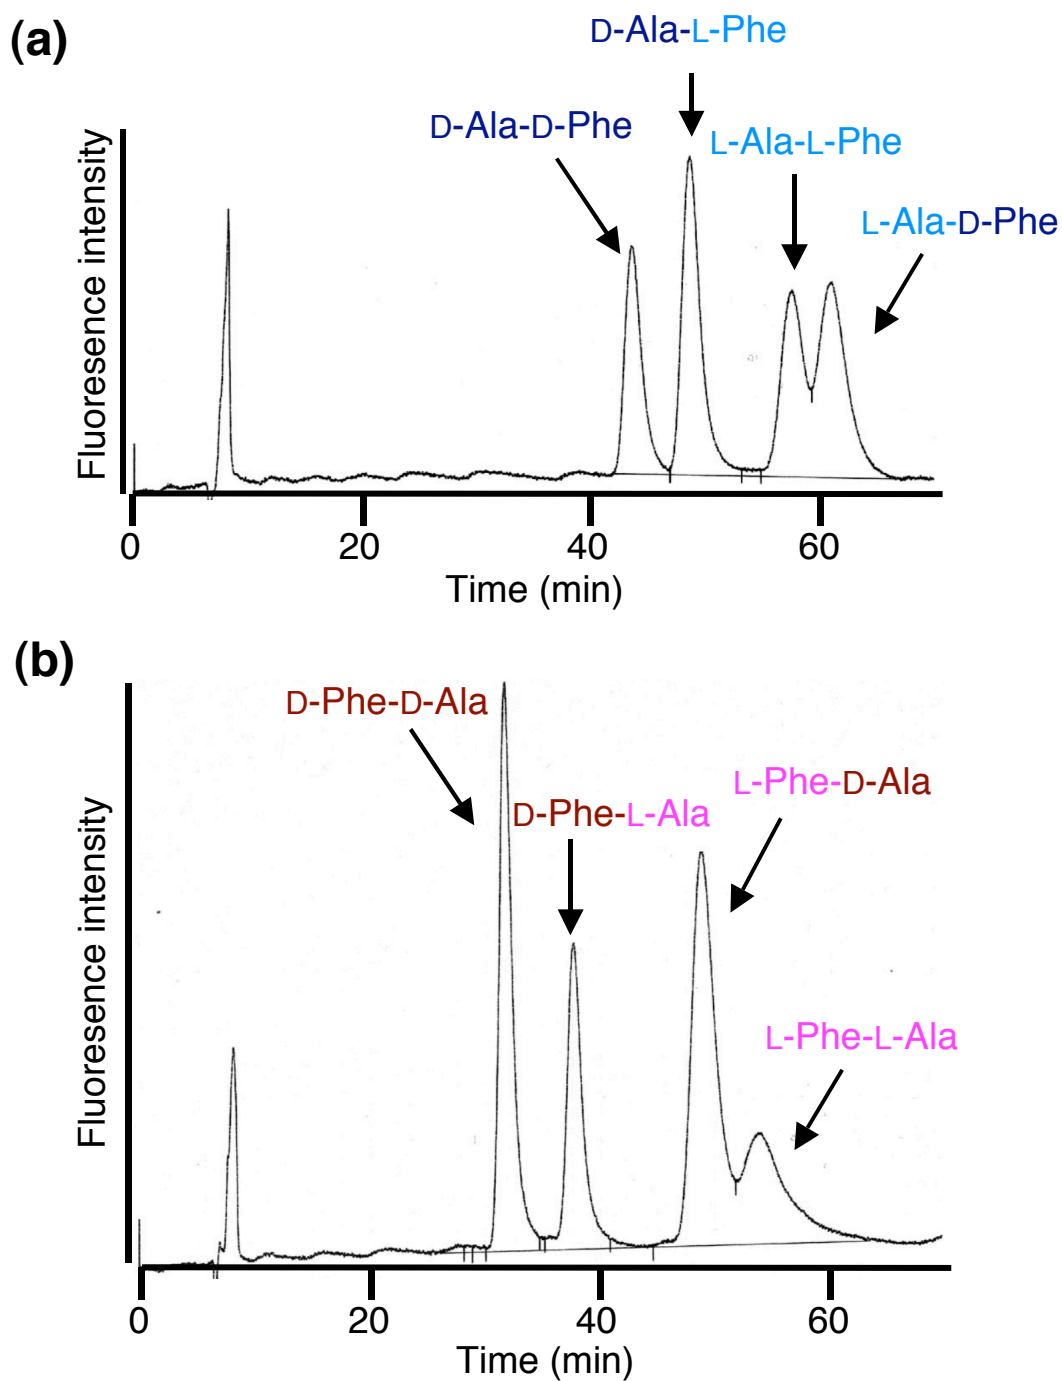 (a)
D-Ala-L-Phe
D-Ala-D-Phe
L-Ala-L-Phe
L-Ala-D-Phe
Fluoresence intensity
0 20 40 60
Time (min)
(b)
D-Phe-D-Ala
L-Phe-D-Ala
D-Phe-L-Ala
L-Phe-L-Ala
Fluoresence intensity
0 20 40 60
Time (min)